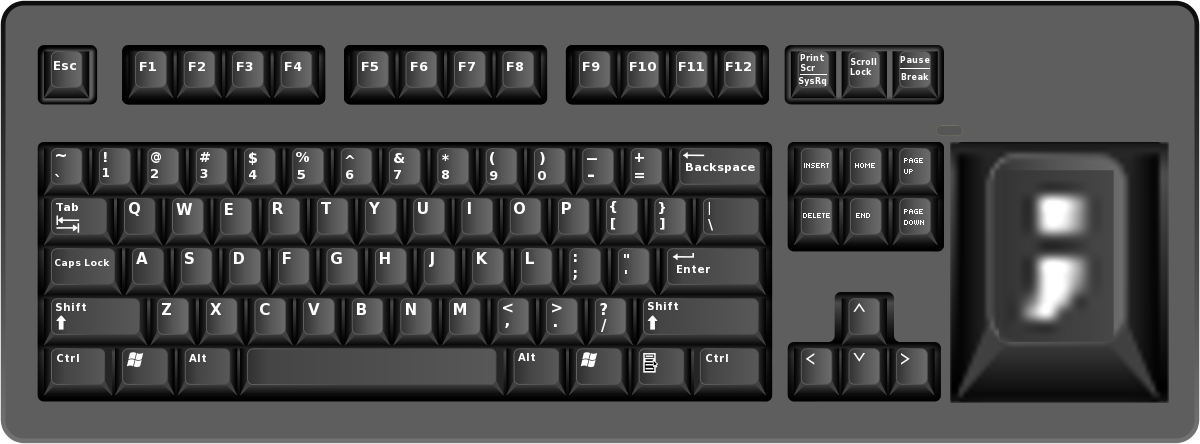 Esc F1 F2 F3 F4 F5 F6 F7 F8 F9 F10 F11 F12 Print Scr SysRq Scroll Lock Pause Break
~ ` ! 1 @ 2 # 3 $ 4 % 5 ^ 6 & 7 * 8 ( 9 ) 0 — - + = ← Backspace INSERT HOME PAGE UP
Tab Q W E R T Y U I O P { [ } ] | \ DELETE END PAGE DOWN
Caps Lock A S D F G H J K L : ; " ' Enter
Shift Z X C V B N M < , > . ? / Shift ^
Ctrl Alt Alt Ctrl < v >
;